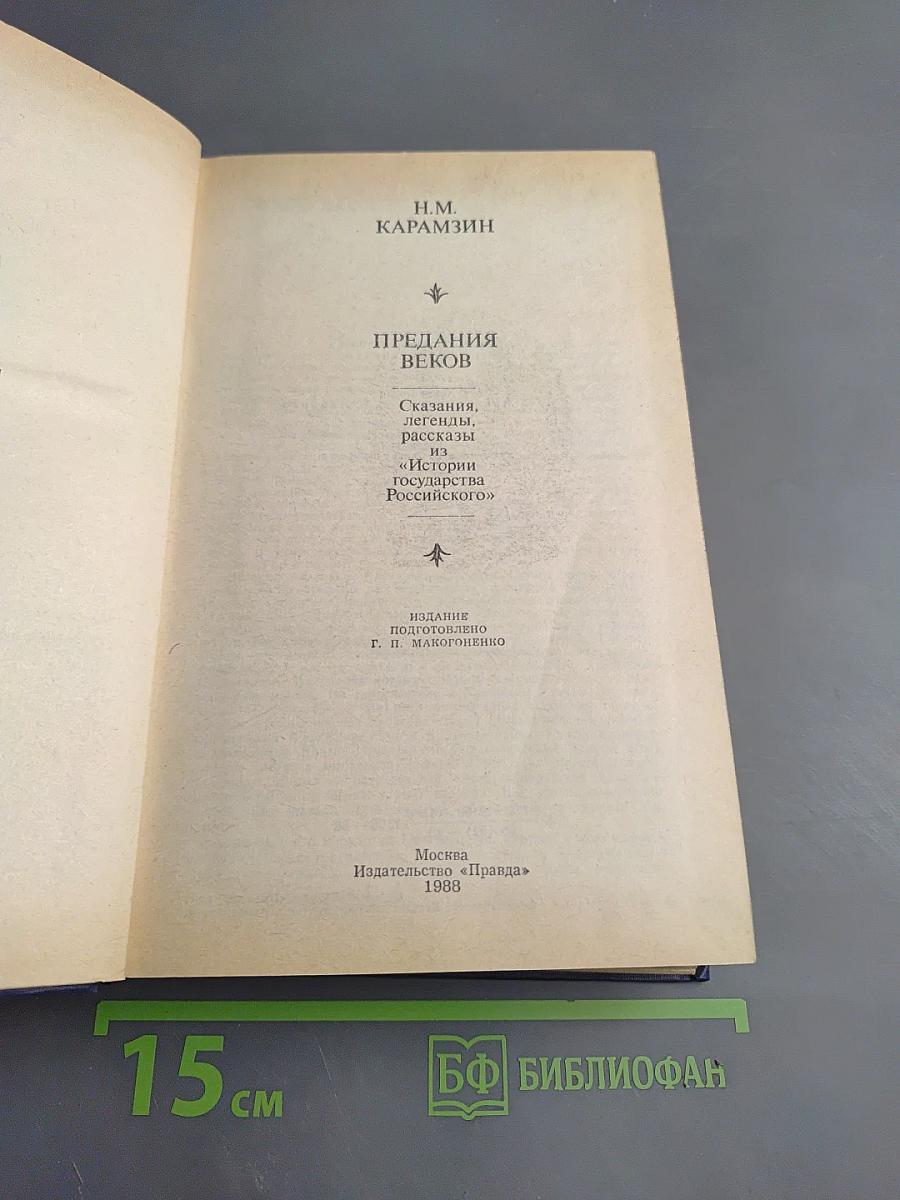 Н.М.
КАРАМЗИН
ПРЕДАНИЯ
ВЕКОВ
Сказания,
легенды,
рассказы
из
«Истории
государства
Российского»
ИЗДАНИЕ
ПОДГОТОВЛЕНО
Г. П. МАКОГОНЕНКО
Москва
Издательство «Правда»
1988
15 см
БФ БИБЛИОФАН